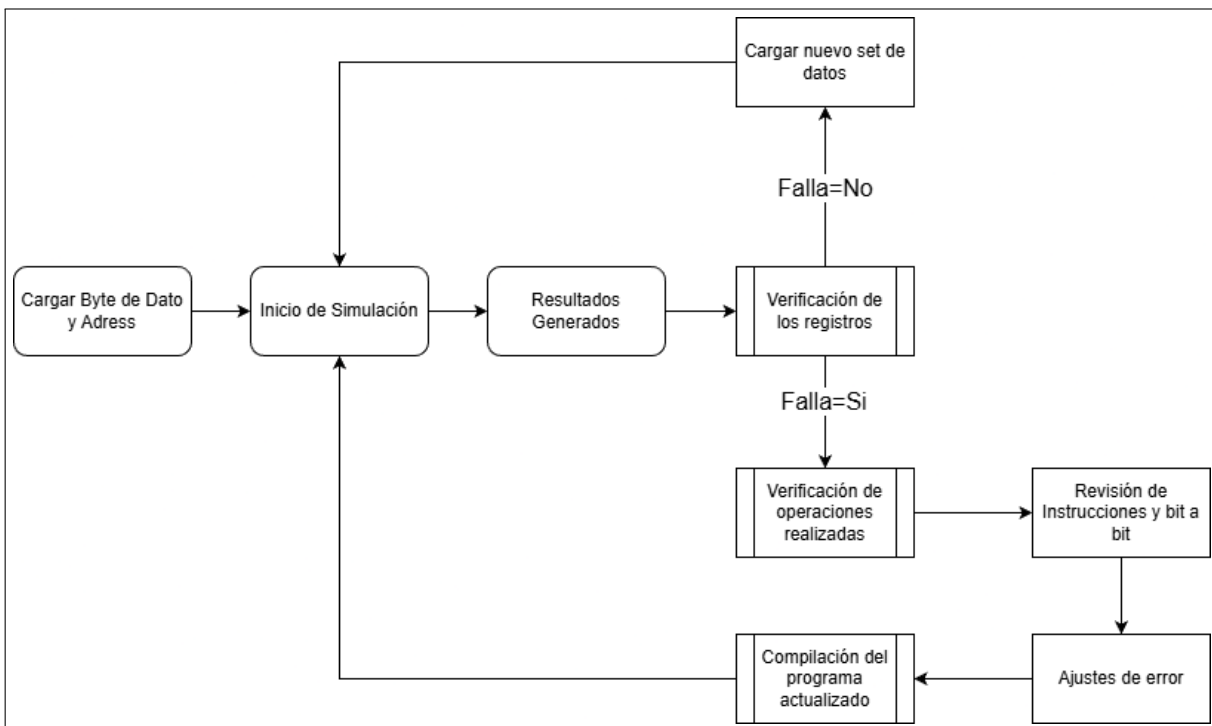 Cargar nuevo set de
datos
Falla=No
Cargar Byte de Dato
y Adress
Inicio de Simulación
Resultados
Generados
Verificación de
los registros
Falla=Si
Verificación de
operaciones
realizadas
Revisión de
Instrucciones y bit a
bit
Compilación del
programa
actualizado
Ajustes de error